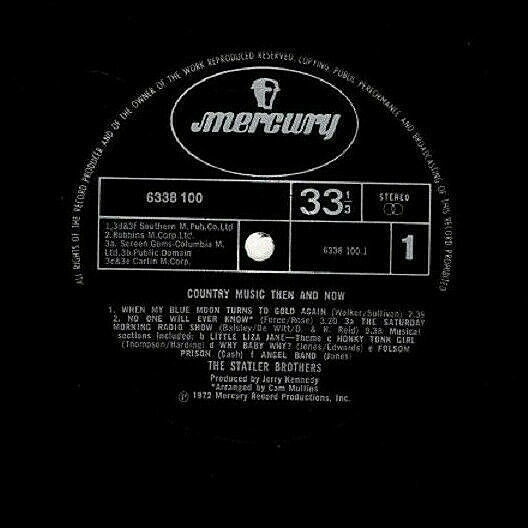 ALL RIGHTS OF THE RECORD PRODUCER AND OF THE OWNER OF THE WORK REPRODUCED RESERVED. COPYING, PUBLIC PERFORMANCE, AND BROADCASTING OF THIS RECORD PROHIBITED
mercury
6338 100
33 1/3
STEREO
1,3d&3f Southern M.Pub.Co.Ltd
2. Robbins M.Corp.Ltd.
3a. Screen Gems-Columbia M.
Ltd.3b Public Domain
3c&3e Carlin M.Corp.
6338 100.1
1
COUNTRY MUSIC THEN AND NOW
1. WHEN MY BLUE MOON TURNS TO GOLD AGAIN (Walker/Sullivan) 2.39
2. NO ONE WILL EVER KNOW* (Foree/Rose) 3.20 3a THE SATURDAY
MORNING RADIO SHOW (Balsley/De Witt/D. & H. Reid) 9.38. Musical
sections included: b LITTLE LIZA JANE—Theme c HONKY TONK GIRL
(Thompson/Harding) d WHY BABY WHY? (Jones/Edwards) e FOLSOM
PRISON. (Cash) f ANGEL BAND (Jones)
THE STATLER BROTHERS
Produced by Jerry Kennedy
*Arranged by Cam Mullins
℗ 1972 Mercury Record Productions, Inc.